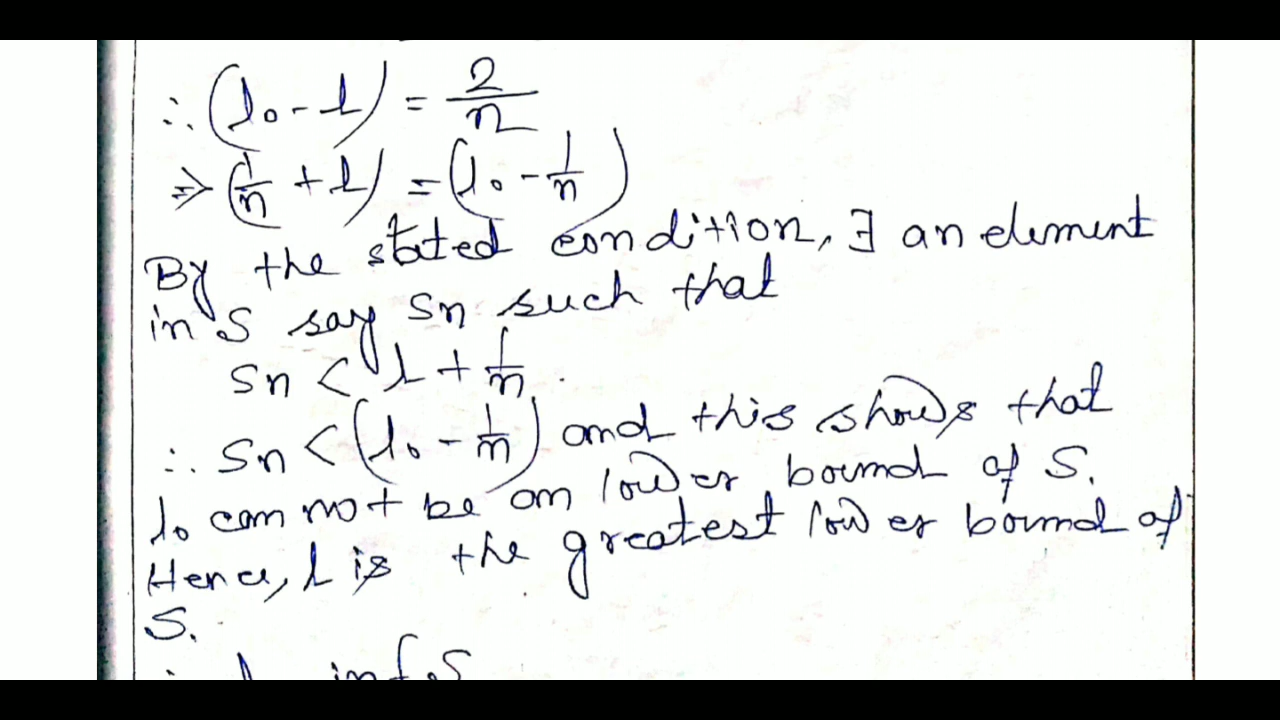 ∴ (l₀ - l) = 2/n
⇒ (1/n + l) = (l₀ - 1/n)
By the stated condition, ∃ an element
in S say Sn such that
Sn < l + 1/n .
∴ Sn < (l₀ - 1/n) and this shows that
l₀ can not be an lower bound of S.
Hence, l is the greatest lower bound of
S.
∴ l inf S